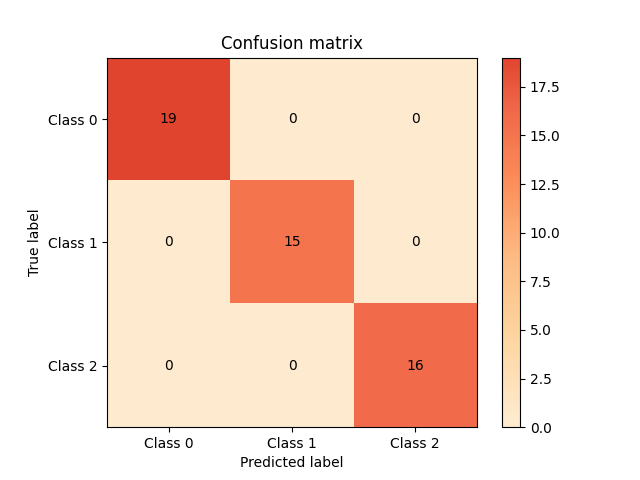 Confusion matrix
17.5
Class 0 19 0 0
15.0
12.5
True label
Class 1 0 15 0
10.0
7.5
5.0
Class 2 0 0 16
2.5
0.0
Class 0 Class 1 Class 2
Predicted label